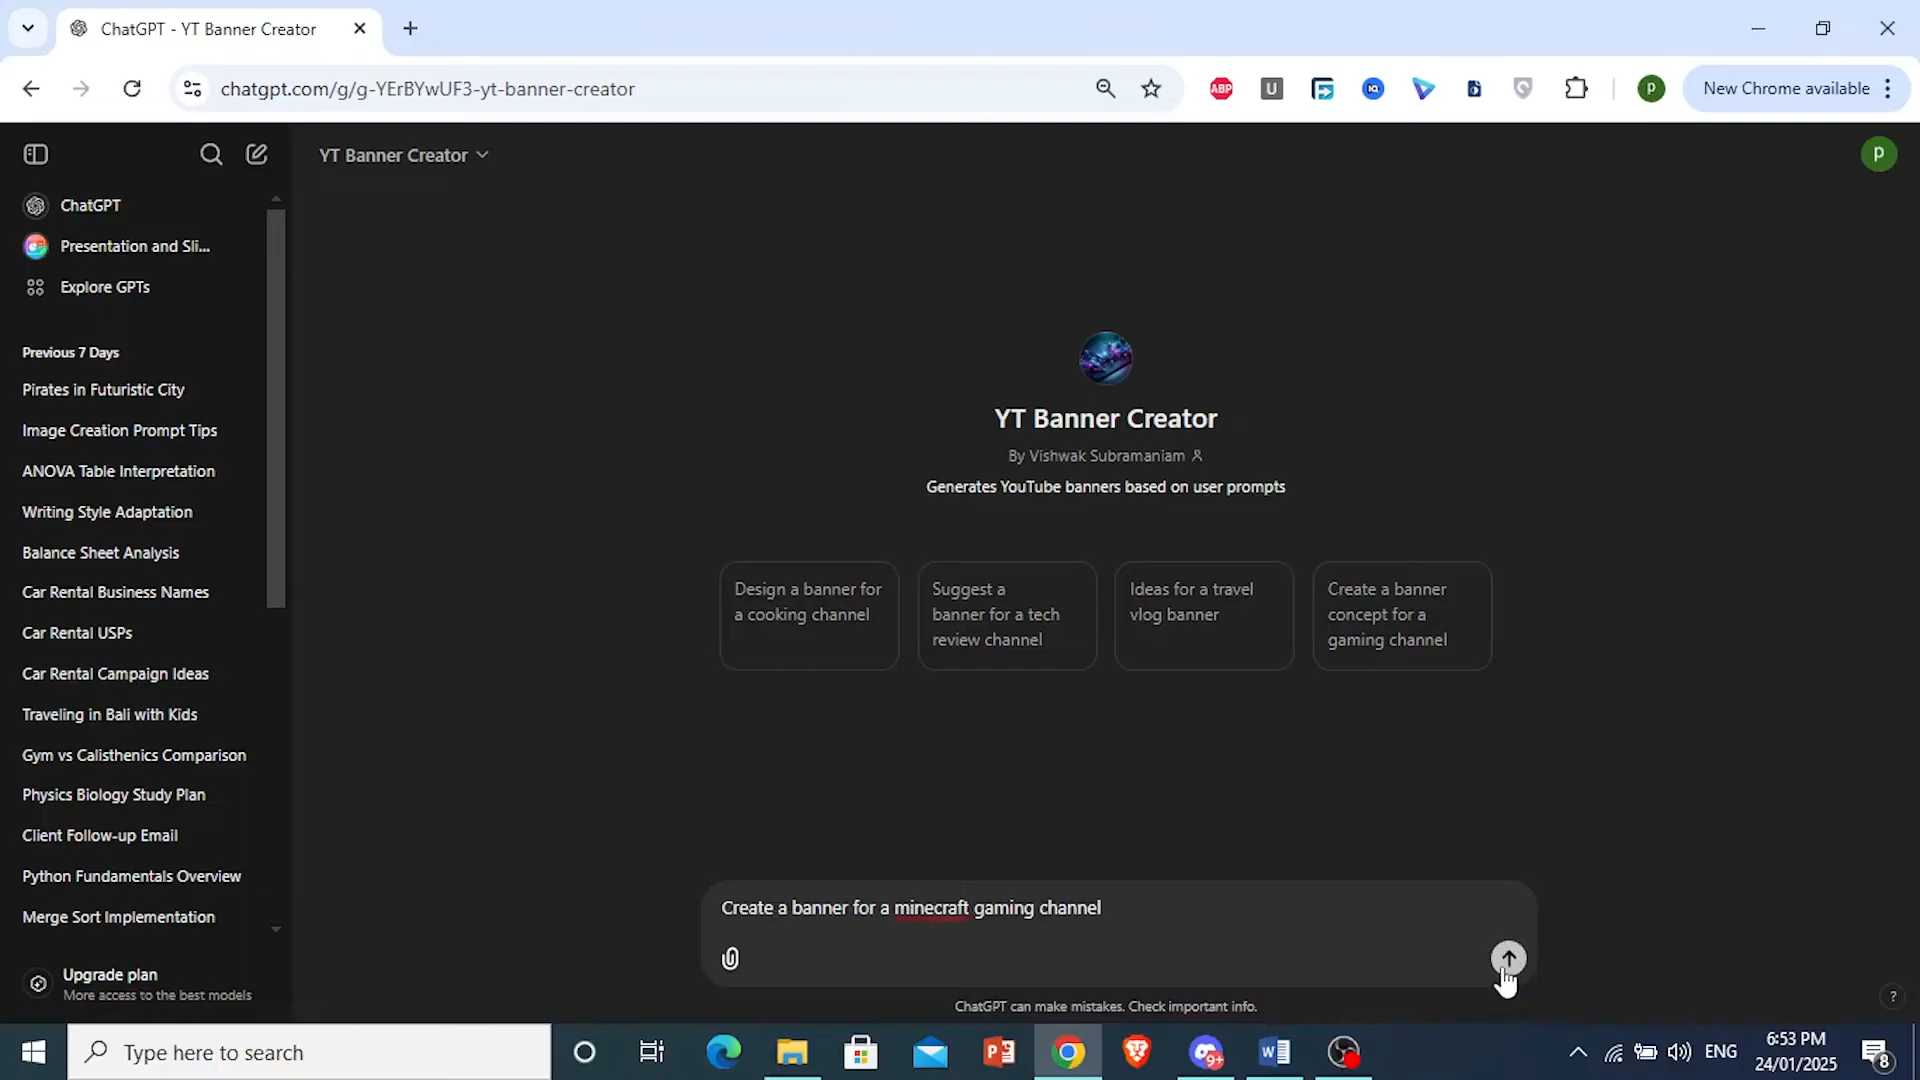 ChatGPT - YT Banner Creator
chatgpt.com/g/g-YErBYwUF3-yt-banner-creator
ABP
U
IQ
p
New Chrome available
YT Banner Creator
p
ChatGPT
Presentation and Sli...
Explore GPTs
Previous 7 Days
Pirates in Futuristic City
Image Creation Prompt Tips
ANOVA Table Interpretation
Writing Style Adaptation
Balance Sheet Analysis
Car Rental Business Names
Car Rental USPs
Car Rental Campaign Ideas
Traveling in Bali with Kids
Gym vs Calisthenics Comparison
Physics Biology Study Plan
Client Follow-up Email
Python Fundamentals Overview
Merge Sort Implementation
Upgrade plan
More access to the best models
YT Banner Creator
By Vishwak Subramaniam
Generates YouTube banners based on user prompts
Design a banner for
a cooking channel
Suggest a
banner for a tech
review channel
Ideas for a travel
vlog banner
Create a banner
concept for a
gaming channel
Create a banner for a minecraft gaming channel
ChatGPT can make mistakes. Check important info.
?
Type here to search
9+
ENG
6:53 PM
24/01/2025
8